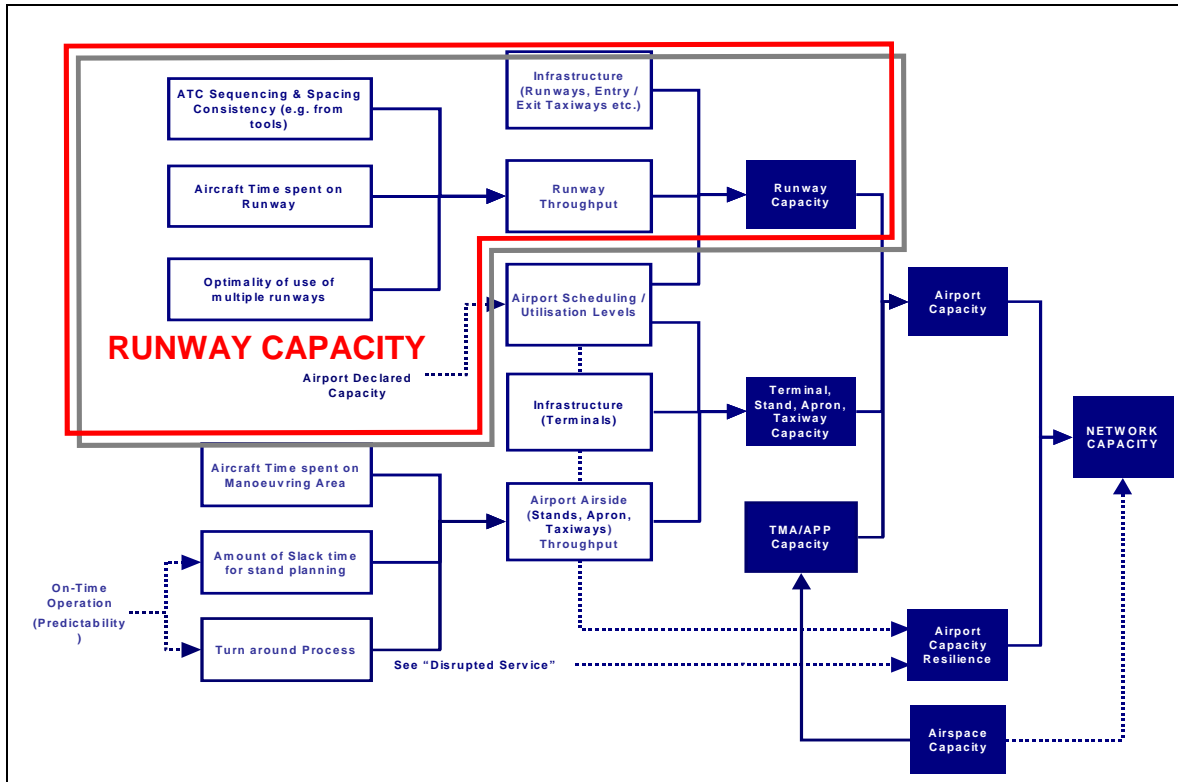 ATC Sequencing & Spacing
Consistency (e.g. from
tools)
Infrastructure
(Runways, Entry /
Exit Taxiways etc.)
Aircraft Time spent on
Runway
Runway
Throughput
Runway
Capacity
Optimality of use of
multiple runways
Airport Scheduling /
Utilisation Levels
Airport
Capacity
RUNWAY CAPACITY
Airport Declared
Capacity
Infrastructure
(Terminals)
Terminal,
Stand, Apron,
Taxiway
Capacity
NETWORK
CAPACITY
Aircraft Time spent on
Manoeuvring Area
Airport Airside
(Stands, Apron,
Taxiways)
Throughput
TMA/APP
Capacity
Amount of Slack time
for stand planning
On-Time
Operation
(Predictability
)
Turn around Process
See “Disrupted Service”
Airport
Capacity
Resilience
Airspace
Capacity